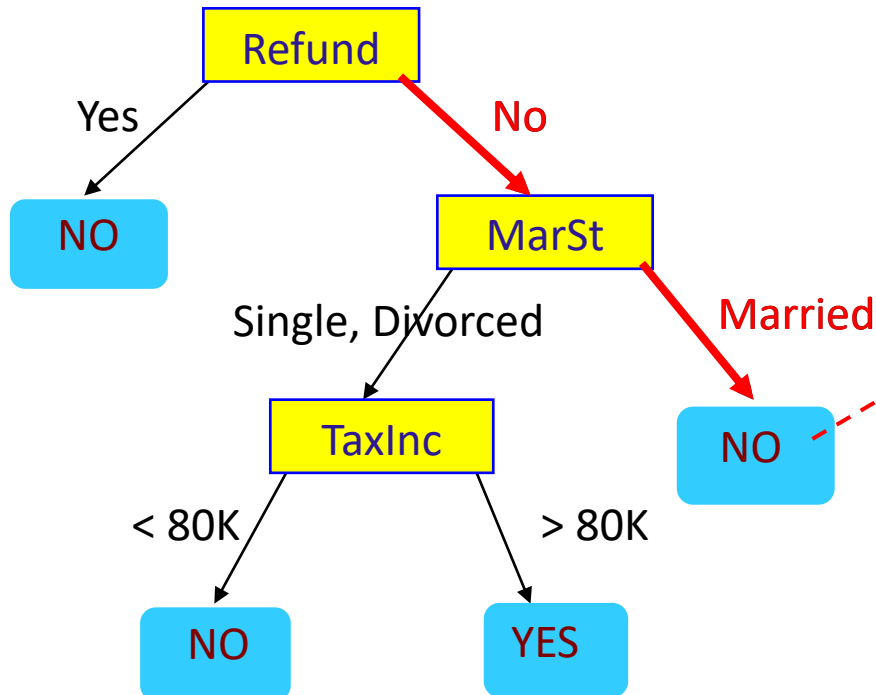 Refund
Yes
No
NO
MarSt
Single, Divorced
Married
TaxInc
NO
< 80K
> 80K
NO
YES